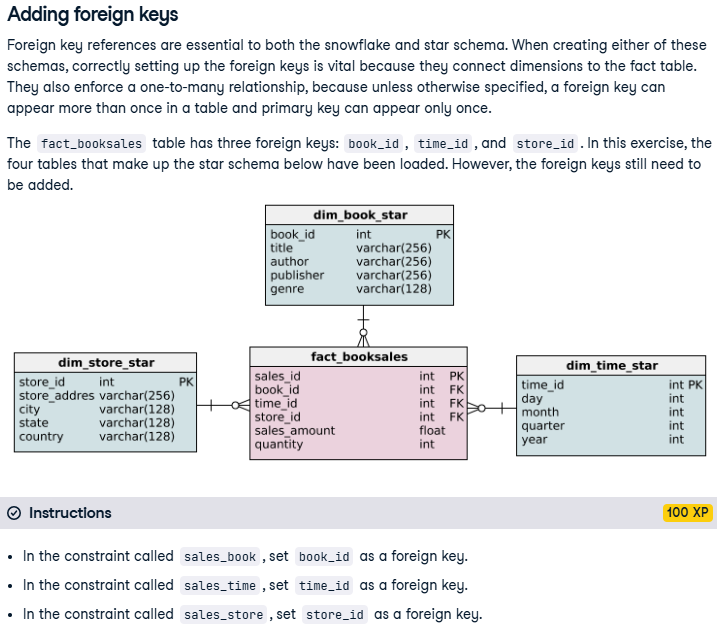 Adding foreign keys
Foreign key references are essential to both the snowflake and star schema. When creating either of these
schemas, correctly setting up the foreign keys is vital because they connect dimensions to the fact table.
They also enforce a one-to-many relationship, because unless otherwise specified, a foreign key can
appear more than once in a table and primary key can appear only once.
The fact_booksales table has three foreign keys: book_id , time_id , and store_id . In this exercise, the
four tables that make up the star schema below have been loaded. However, the foreign keys still need to
be added.
dim_book_star
book_id int PK
title varchar(256)
author varchar(256)
publisher varchar(256)
genre varchar(128)
dim_store_star
store_id int PK
store_addres varchar(256)
city varchar(128)
state varchar(128)
country varchar(128)
fact_booksales
sales_id int PK
book_id int FK
time_id int FK
store_id int FK
sales_amount float
quantity int
dim_time_star
time_id int PK
day int
month int
quarter int
year int
Instructions 100 XP
• In the constraint called sales_book , set book_id as a foreign key.
• In the constraint called sales_time , set time_id as a foreign key.
• In the constraint called sales_store , set store_id as a foreign key.